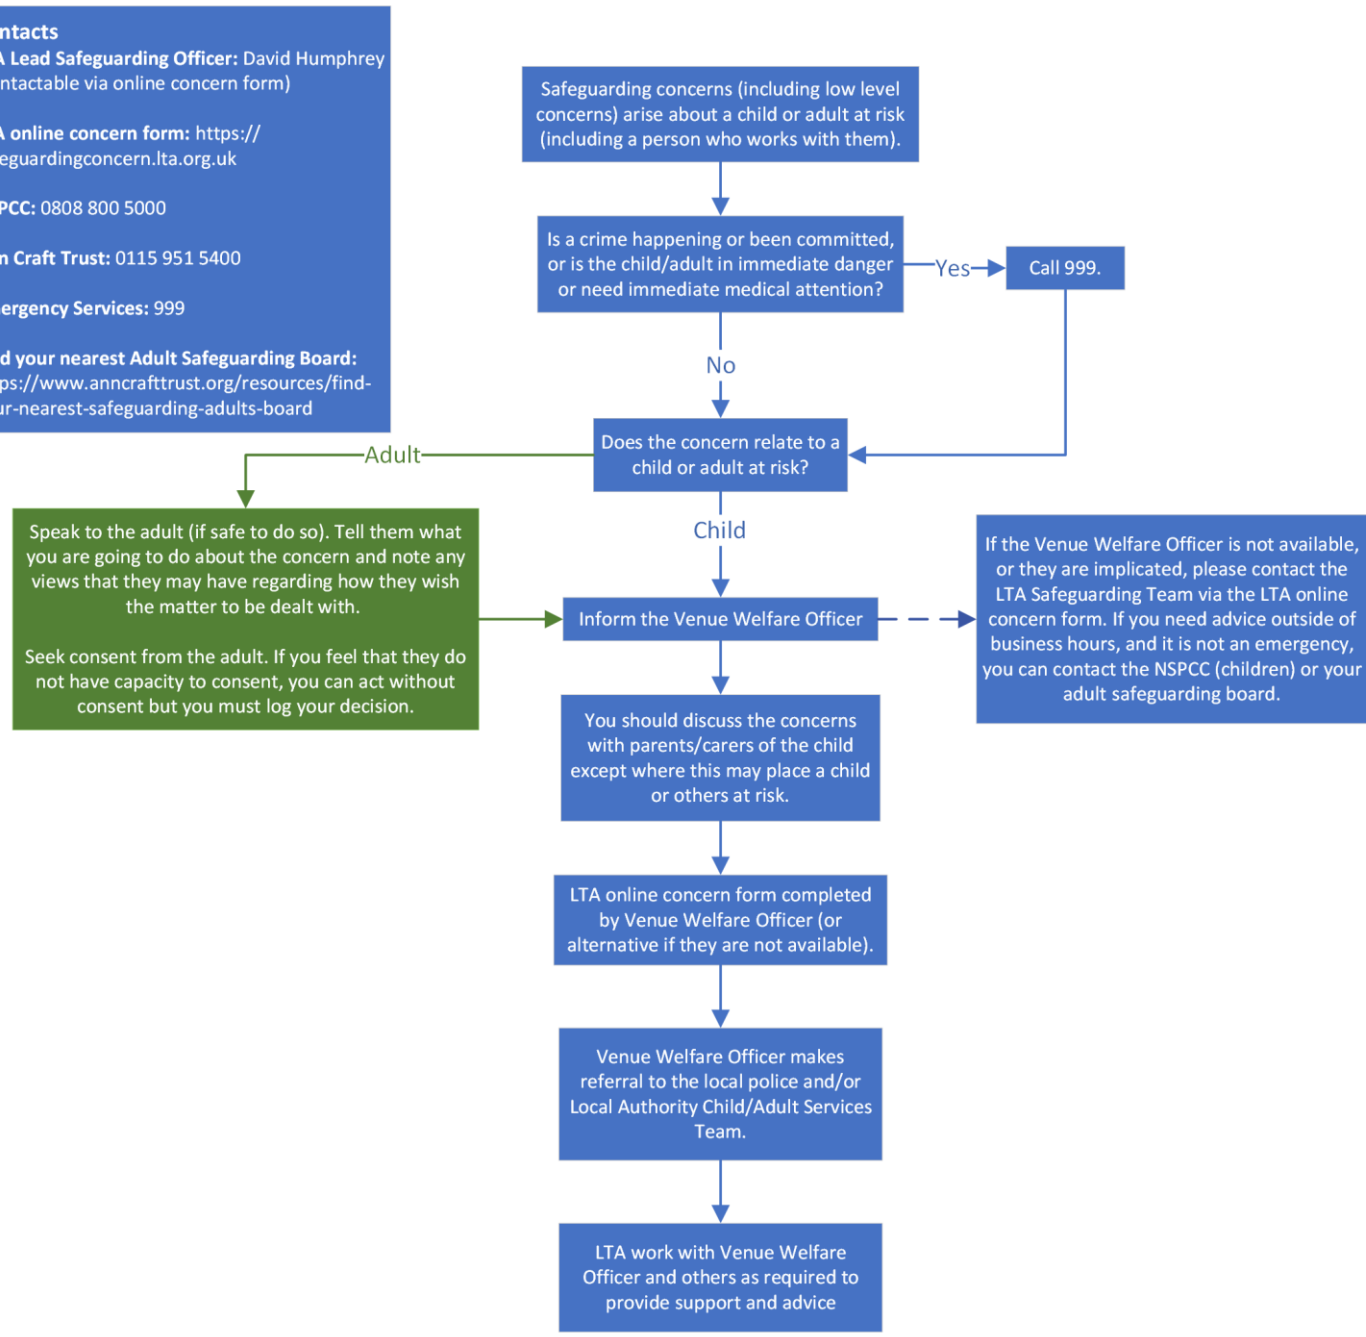 ntacts
A Lead Safeguarding Officer: David Humphrey
ntactable via online concern form)
A online concern form: https://
eguardingconcern.lta.org.uk
PCC: 0808 800 5000
n Craft Trust: 0115 951 5400
ergency Services: 999
d your nearest Adult Safeguarding Board:
ps://www.anncrafttrust.org/resources/find-
ur-nearest-safeguarding-adults-board
Safeguarding concerns (including low level
concerns) arise about a child or adult at risk
(including a person who works with them).
Is a crime happening or been committed,
or is the child/adult in immediate danger
or need immediate medical attention?
Yes
Call 999.
No
Does the concern relate to a
child or adult at risk?
Adult
Child
Speak to the adult (if safe to do so). Tell them what
you are going to do about the concern and note any
views that they may have regarding how they wish
the matter to be dealt with.
Seek consent from the adult. If you feel that they do
not have capacity to consent, you can act without
consent but you must log your decision.
Inform the Venue Welfare Officer
If the Venue Welfare Officer is not available,
or they are implicated, please contact the
LTA Safeguarding Team via the LTA online
concern form. If you need advice outside of
business hours, and it is not an emergency,
you can contact the NSPCC (children) or your
adult safeguarding board.
You should discuss the concerns
with parents/carers of the child
except where this may place a child
or others at risk.
LTA online concern form completed
by Venue Welfare Officer (or
alternative if they are not available).
Venue Welfare Officer makes
referral to the local police and/or
Local Authority Child/Adult Services
Team.
LTA work with Venue Welfare
Officer and others as required to
provide support and advice